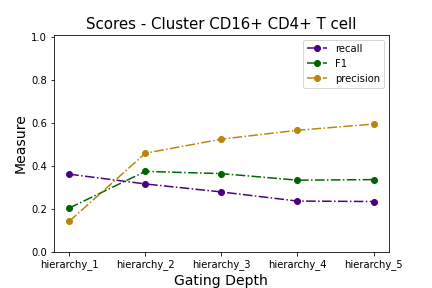 Scores - Cluster CD16+ CD4+ T cell
recall
F1
precision
Measure
1.0
0.8
0.6
0.4
0.2
0.0
hierarchy_1
hierarchy_2
hierarchy_3
hierarchy_4
hierarchy_5
Gating Depth